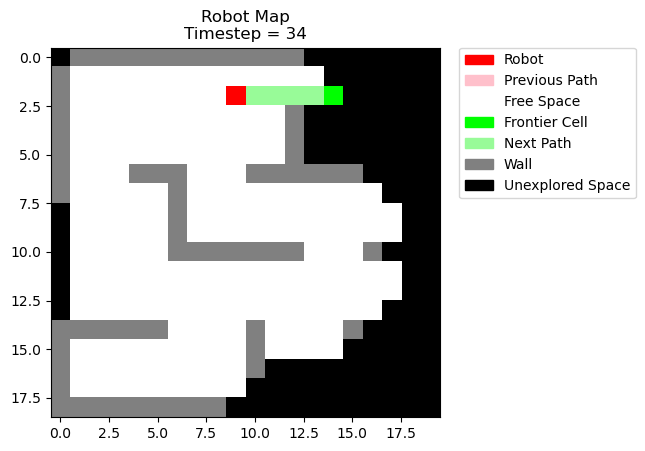 Robot Map
Timestep = 34
0.0
2.5
5.0
7.5
10.0
12.5
15.0
17.5
0.0
2.5
5.0
7.5
10.0
12.5
15.0
17.5
Robot
Previous Path
Free Space
Frontier Cell
Next Path
Wall
Unexplored Space